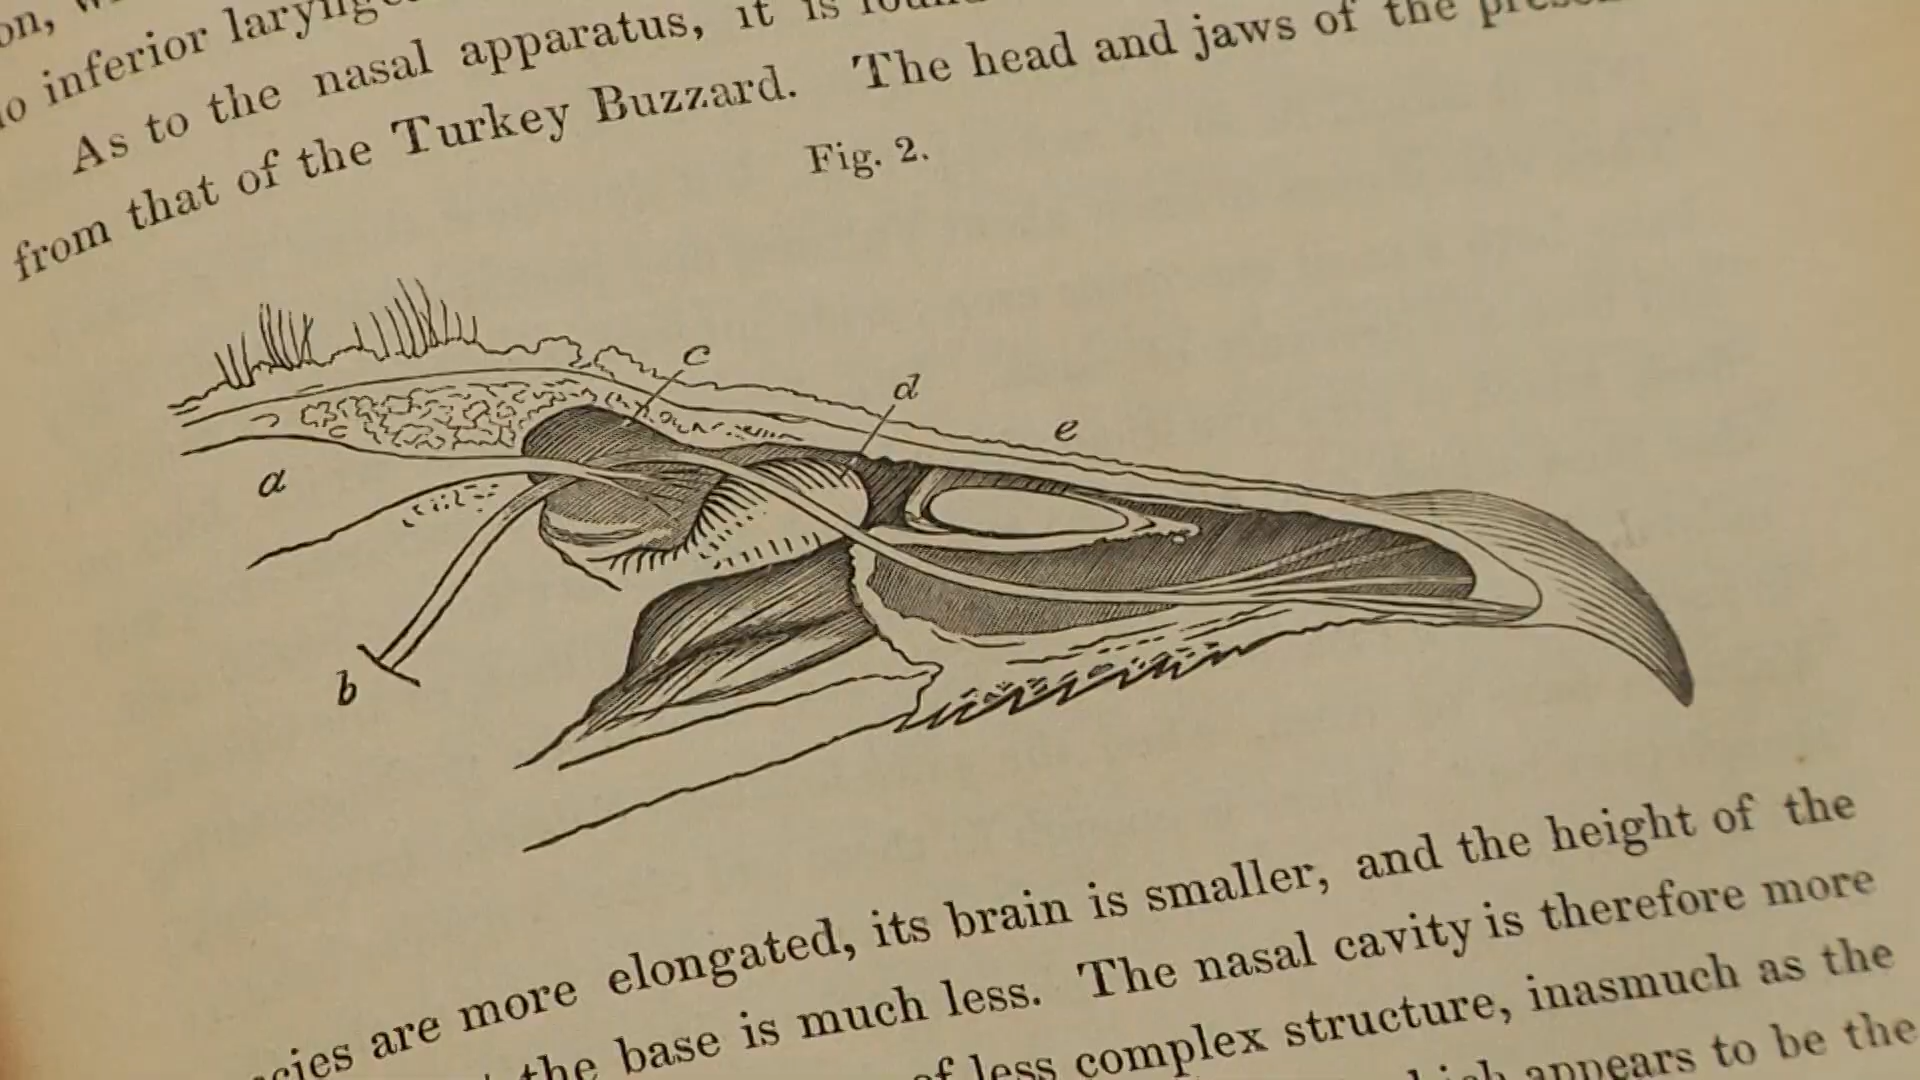 inferior
As to the nasal apparatus, it is
from that of the Turkey Buzzard. The head and jaws of the
Fig. 2.
c
d
e
a
b
are more elongated, its brain is smaller, and the height of the
the base is much less. The nasal cavity is therefore more
of less complex structure, inasmuch as the
appears to be the